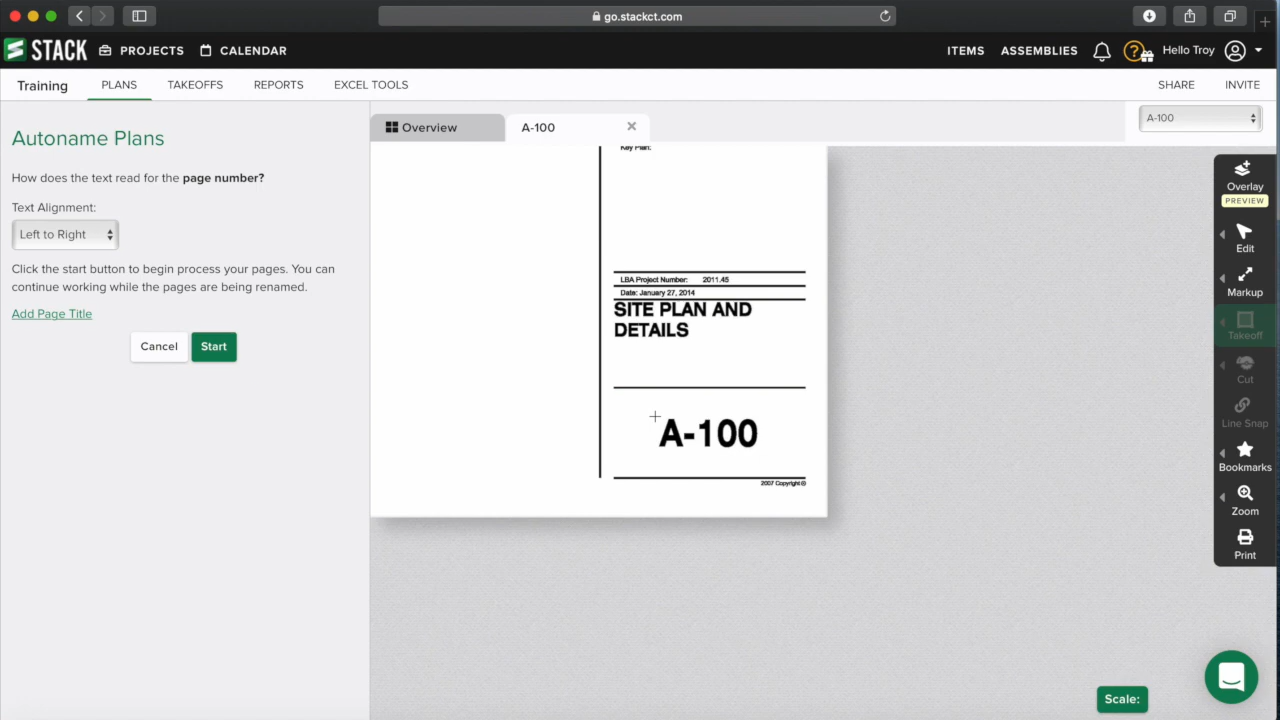 go.stackct.com
STACK PROJECTS CALENDAR ITEMS ASSEMBLIES ? Hello Troy
Training PLANS TAKEOFFS REPORTS EXCEL TOOLS SHARE INVITE
Overview A-100
A-100
Autoname Plans
How does the text read for the page number?
Text Alignment:
Left to Right
Click the start button to begin process your pages. You can
continue working while the pages are being renamed.
Add Page Title
Cancel Start
Key Plan:
LBA Project Number: 2011.45
Date: January 27, 2014
SITE PLAN AND
DETAILS
A-100
2007 Copyright ©
Overlay
PREVIEW
Edit
Markup
Takeoff
Cut
Line Snap
Bookmarks
Zoom
Print
Scale: